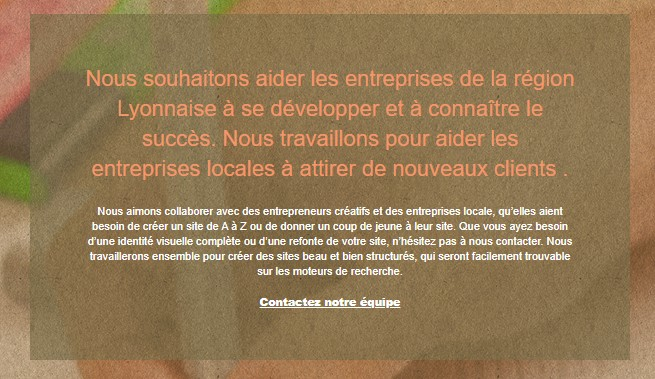 Nous souhaitons aider les entreprises de la région
Lyonnaise à se développer et à connaître le
succès. Nous travaillons pour aider les
entreprises locales à attirer de nouveaux clients .
Nous aimons collaborer avec des entrepreneurs créatifs et des entreprises locale, qu'elles aient
besoin de créer un site de A à Z ou de donner un coup de jeune à leur site. Que vous ayez besoin
d'une identité visuelle complète ou d'une refonte de votre site, n'hésitez pas à nous contacter. Nous
travaillerons ensemble pour créer des sites beau et bien structurés, qui seront facilement trouvable
sur les moteurs de recherche.
Contactez notre équipe